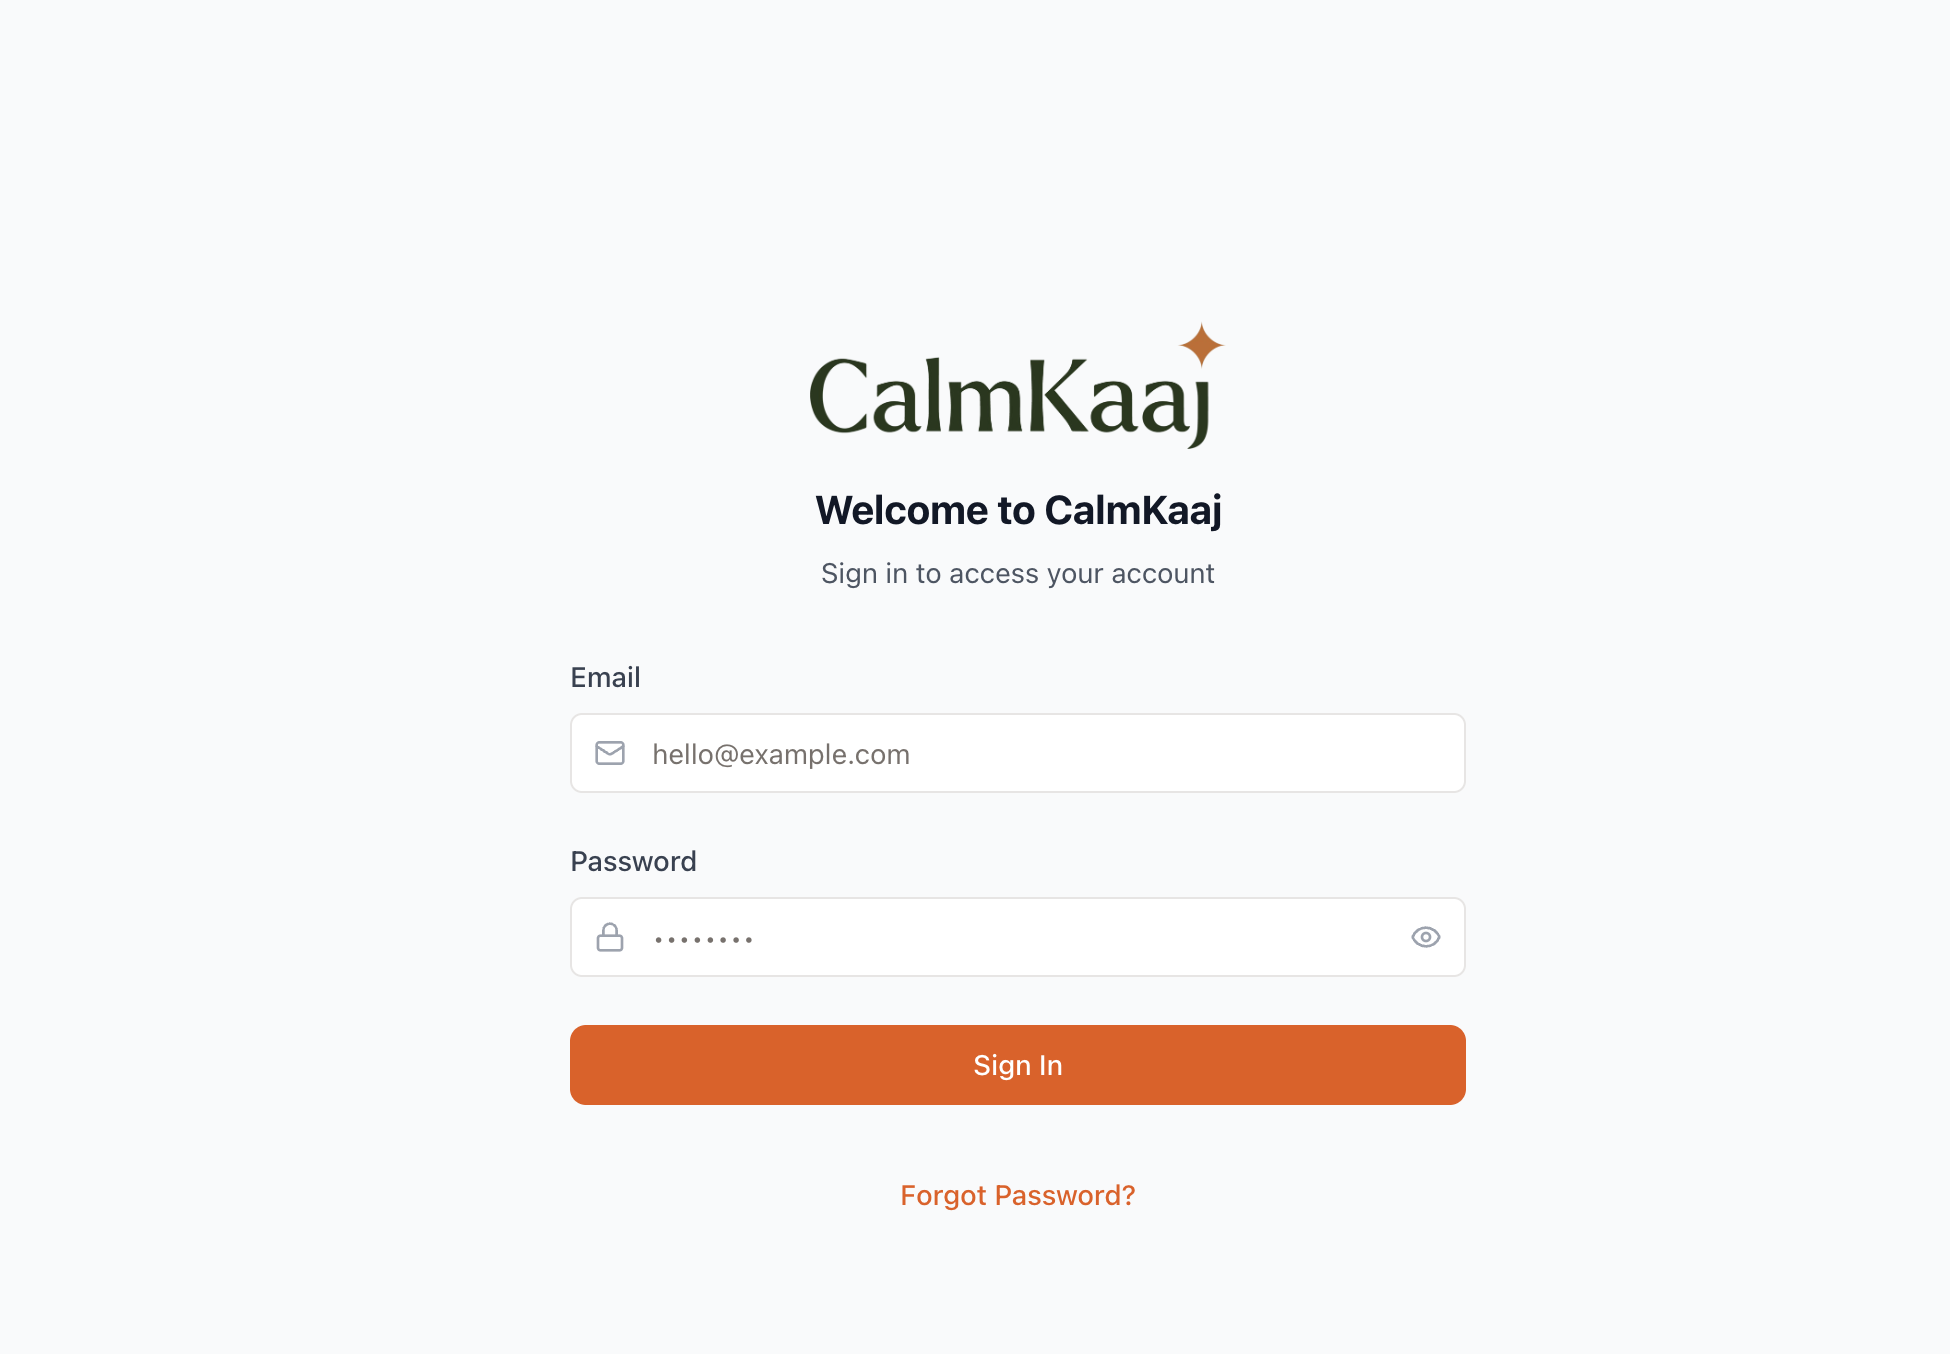 CalmKaaj
Welcome to CalmKaaj
Sign in to access your account
Email
hello@example.com
Password
••••••••
Sign In
Forgot Password?